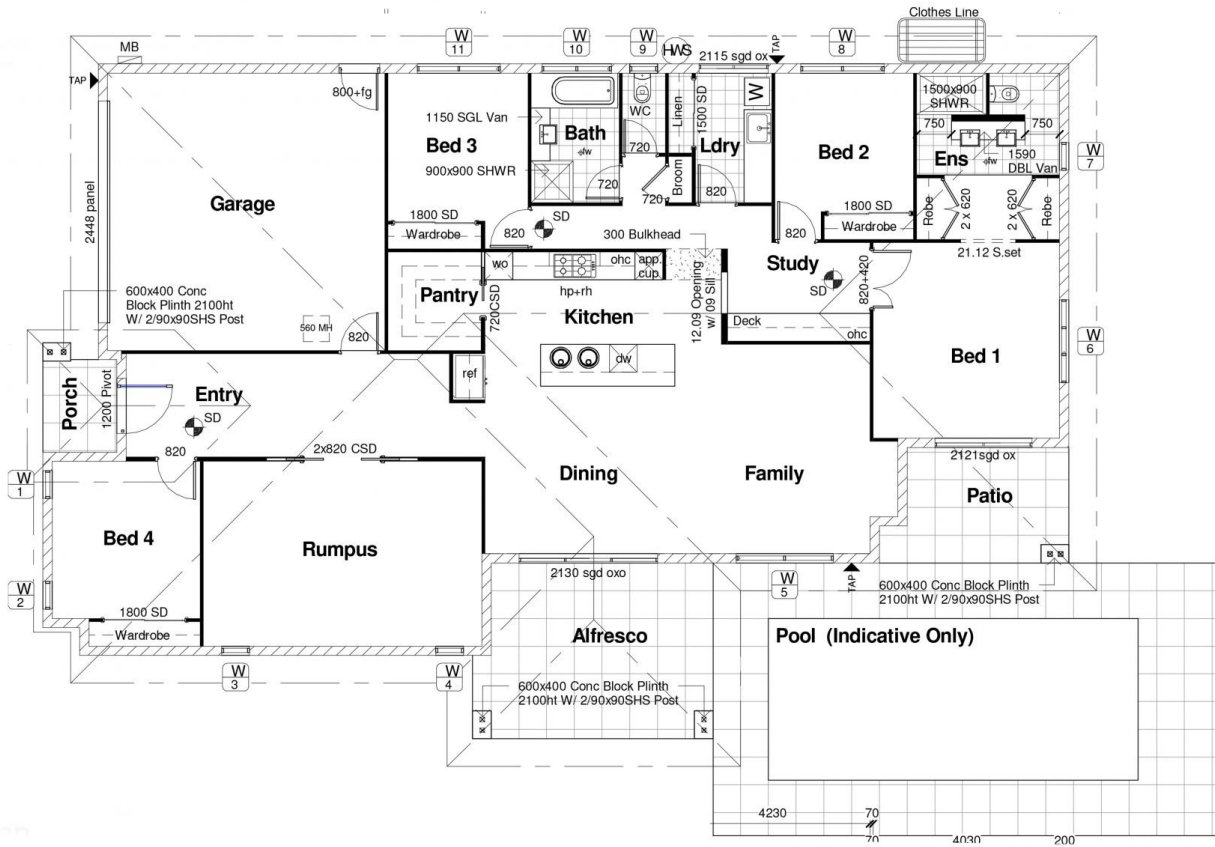 Clothes Line
MB
W
11
W
10
W
9
HWS
2115 sgd ox
TAP
W
8
TAP
800+fg
1150 SGL Van
Bed 3
900x900 SHWR
Bath
fw
WC
720
Linen
1500 SD
W
Ldry
Bed 2
1500x900
SHWR
750
750
Ens
fw
1590
DBL Van
W
7
2448 panel
Garage
720
720
Broom
820
1800 SD
Wardrobe
820
SD
1800 SD
Wardrobe
820
Robe
2 x 620
2 x 620
Robe
21.12 S.set
300 Bulkhead
Study
SD
820+420
600x400 Conc
Block Plinth 2100ht
W/ 2/90x90SHS Post
560 MH
820
Pantry
720CSD
wo
ohc
app
cup
hp+rh
Kitchen
12.09 Opening
w/ 09 Sill
Deck
ohc
dw
ref
Bed 1
W
6
Porch
1200 Pivot
Entry
SD
820
2x820 CSD
Dining
Family
2121sgd ox
Patio
W
1
Bed 4
Rumpus
W
2
1800 SD
Wardrobe
2130 sgd oxo
W
5
TAP
600x400 Conc Block Plinth
2100ht W/ 2/90x90SHS Post
W
3
W
4
Alfresco
600x400 Conc Block Plinth
2100ht W/ 2/90x90SHS Post
Pool (Indicative Only)
4230
70
70
4030
200